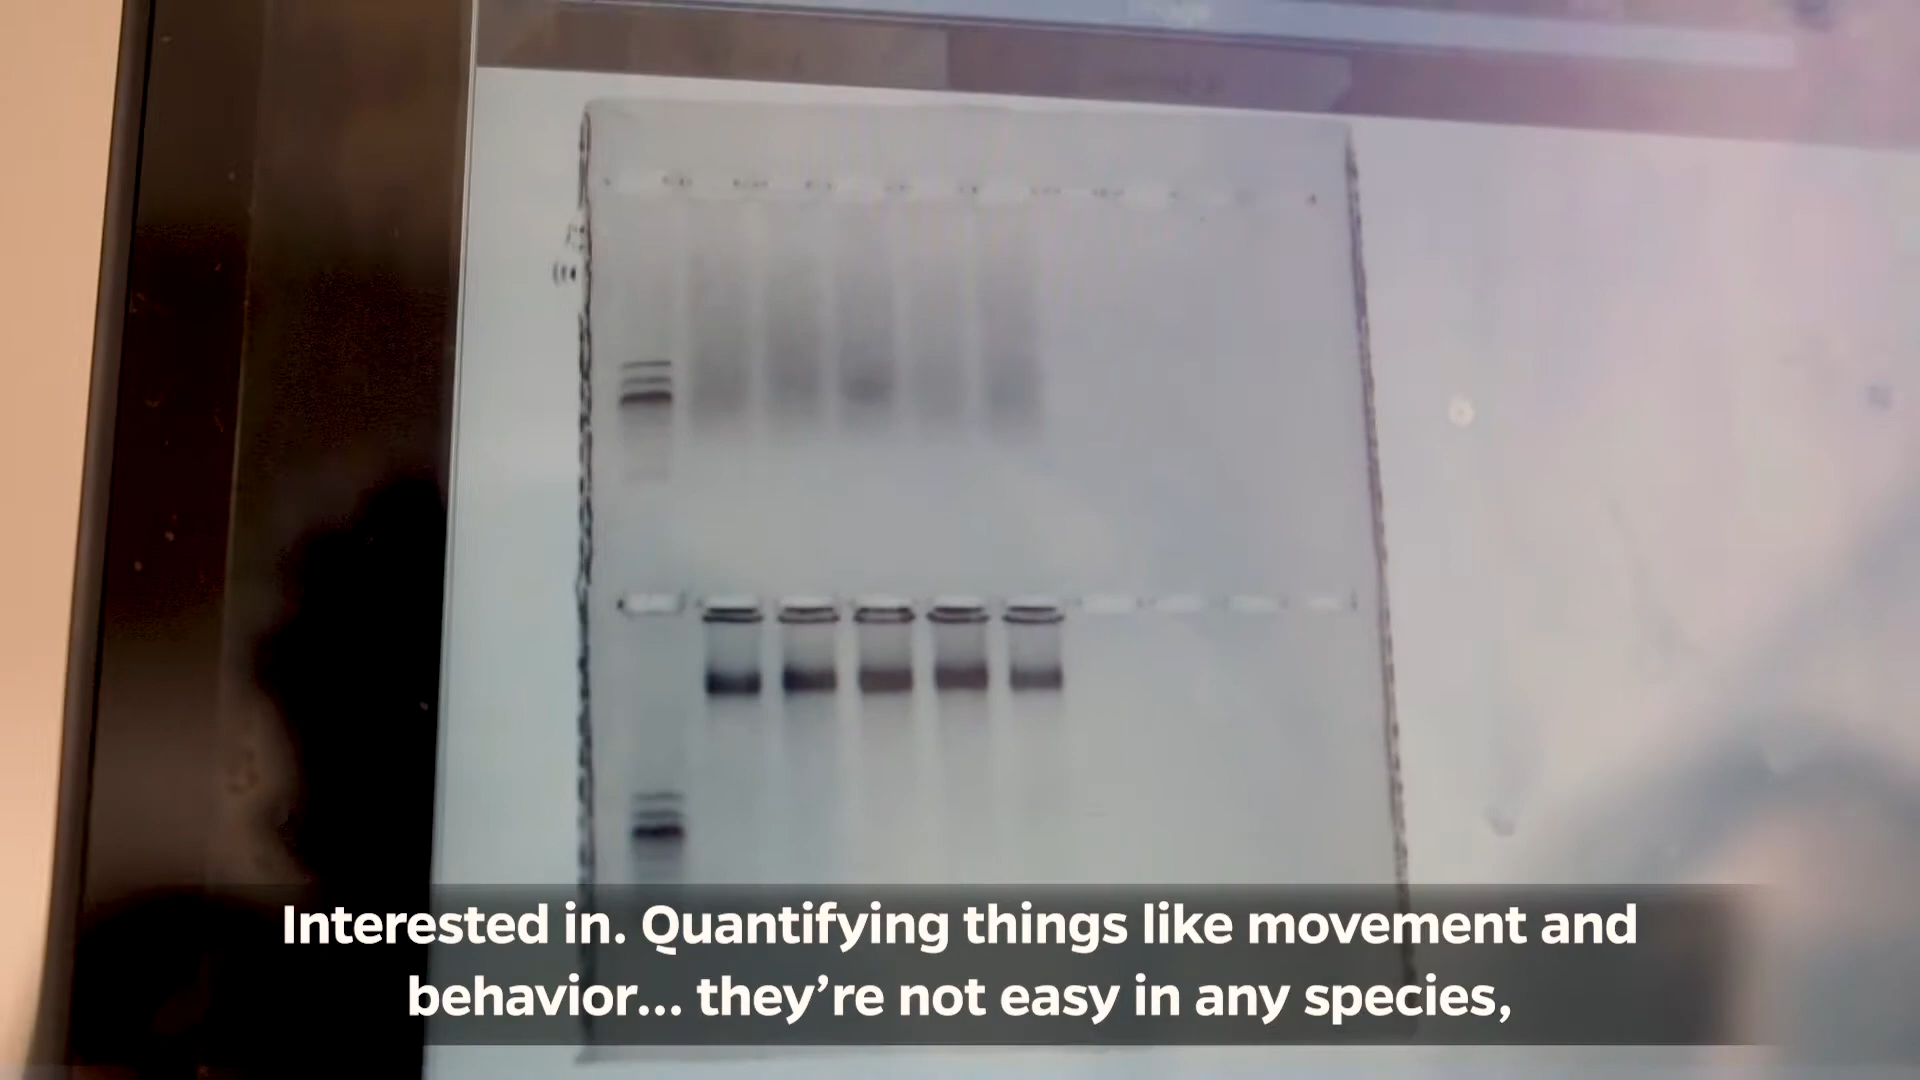 Interested in. Quantifying things like movement and
behavior... they’re not easy in any species,